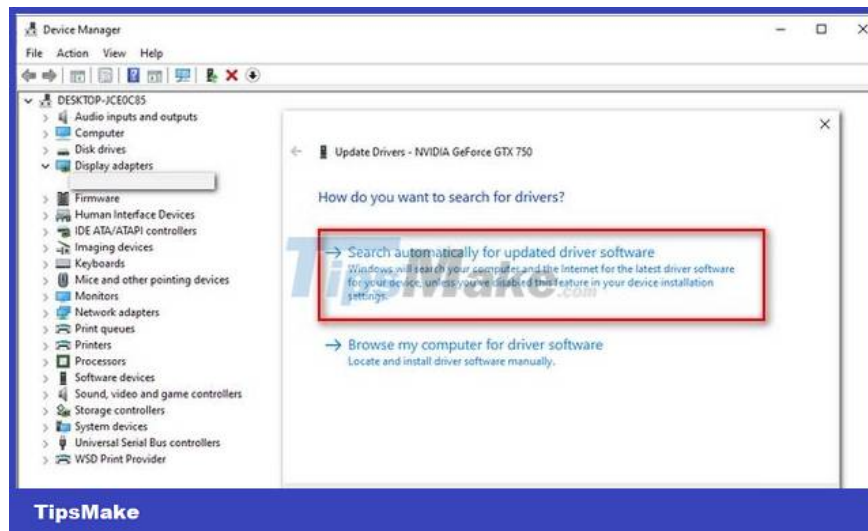 Device Manager
File Action View Help
DESKTOP-JCE0C85
Audio inputs and outputs
Computer
Disk drives
Display adapters
Firmware
Human Interface Devices
IDE ATA/ATAPI controllers
Imaging devices
Keyboards
Mice and other pointing devices
Monitors
Network adapters
Print queues
Printers
Processors
Software devices
Sound, video and game controllers
Storage controllers
System devices
Universal Serial Bus controllers
WSD Print Provider
Update Drivers - NVIDIA GeForce GTX 750
How do you want to search for drivers?
Search automatically for updated driver software
Windows will search your computer and the Internet for the latest driver software
for your device, unless you've disabled this feature in your device installation
settings.
TipsMake.com
Browse my computer for driver software
Locate and install driver software manually.
TipsMake